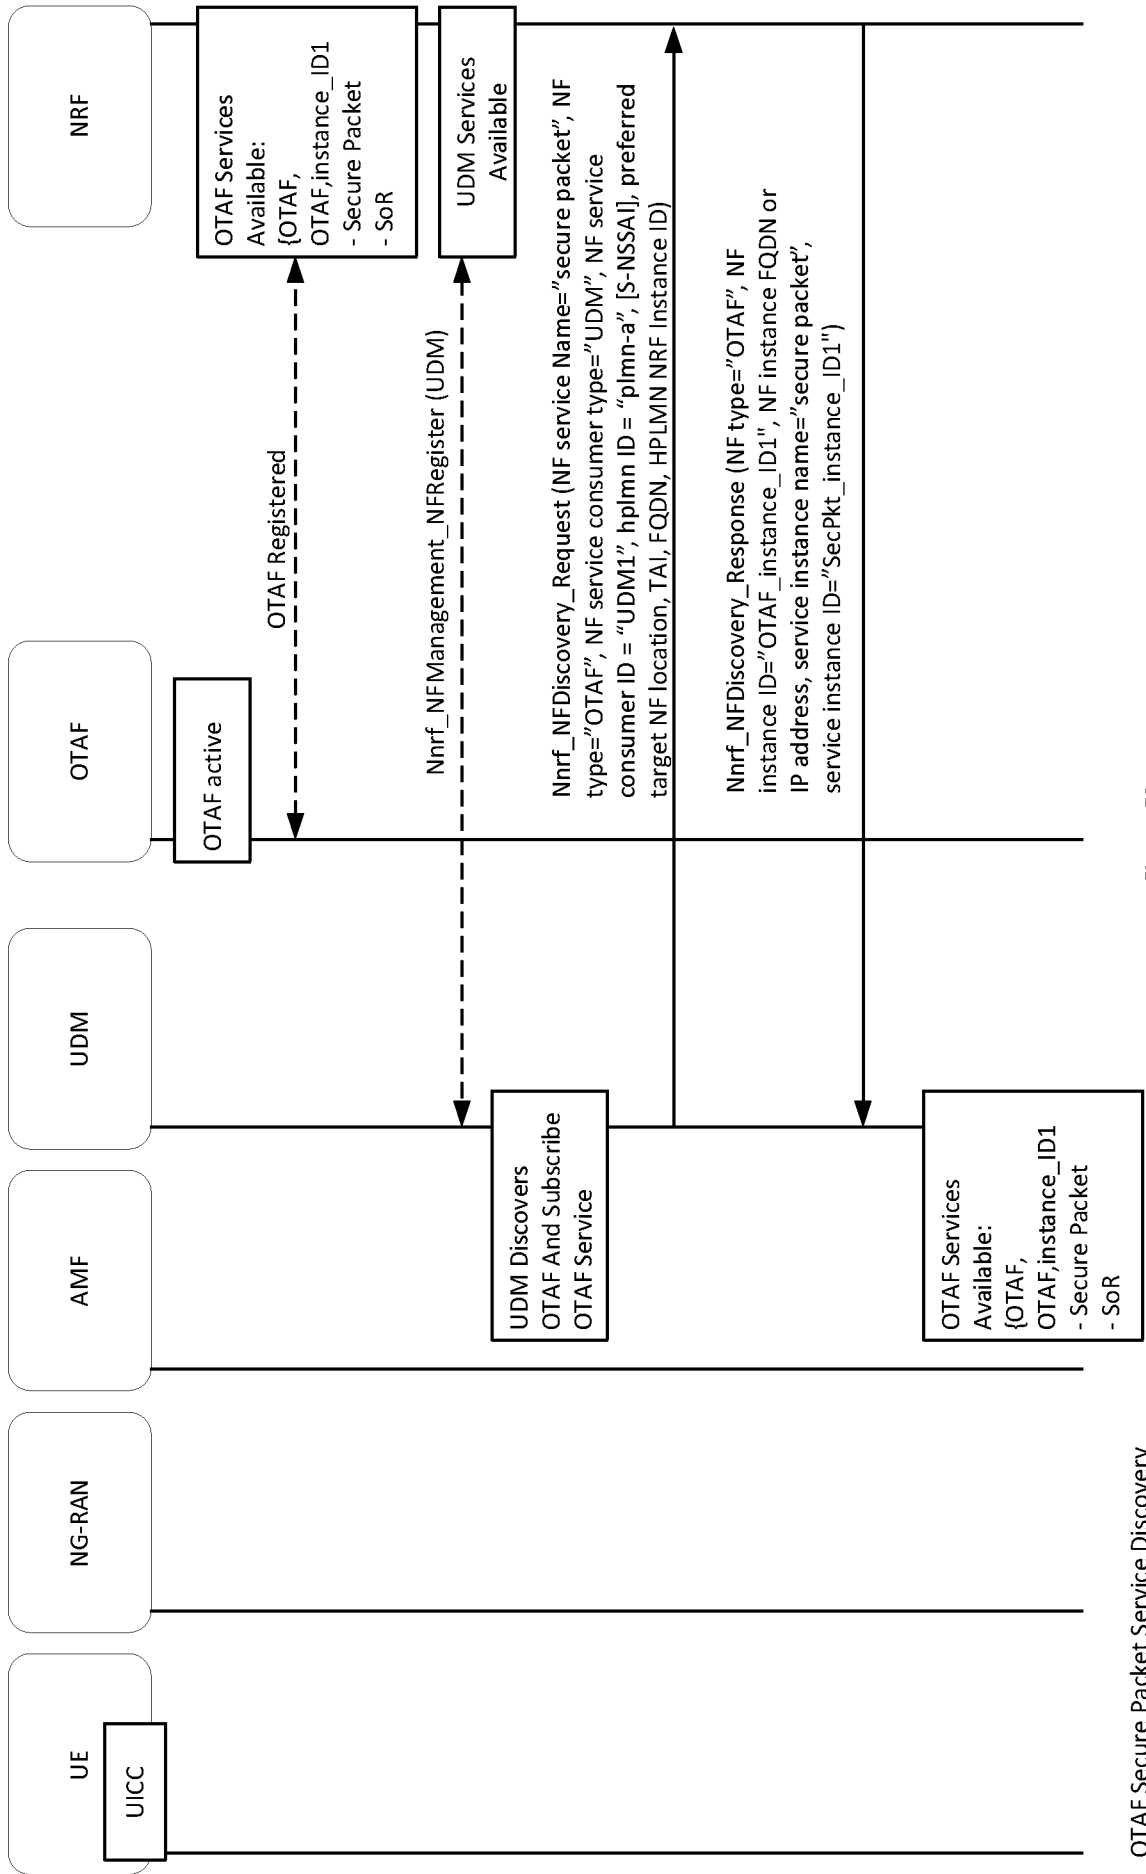 UE
UICC
NG-RAN
AMF
UDM
OTAF
NRF
OTAF active
OTAF Services
Available:
{OTAF,
OTAF,instance_ID1
- Secure Packet
- SoR
OTAF Registered
UDM Services
Available
Nnrf_NFManagement_NFRegister (UDM)
UDM Discovers
OTAF And Subscribe
OTAF Service
Nnrf_NFDiscovery_Request (NF service Name=”secure packet”, NF
type=”OTAF”, NF service consumer type=”UDM”, NF service
consumer ID = “UDM1”, hplmn ID = “plmn-a”, [S-NSSAI], preferred
target NF location, TAI, FQDN, HPLMN NRF Instance ID)
Nnrf_NFDiscovery_Response (NF type=”OTAF”, NF
instance ID=”OTAF_instance_ID1", NF instance FQDN or
IP address, service instance name=”secure packet”,
service instance ID=”SecPkt_instance_ID1")
OTAF Services
Available:
{OTAF,
OTAF,instance_ID1
- Secure Packet
- SoR
OTAF Secure Packet Service Discovery